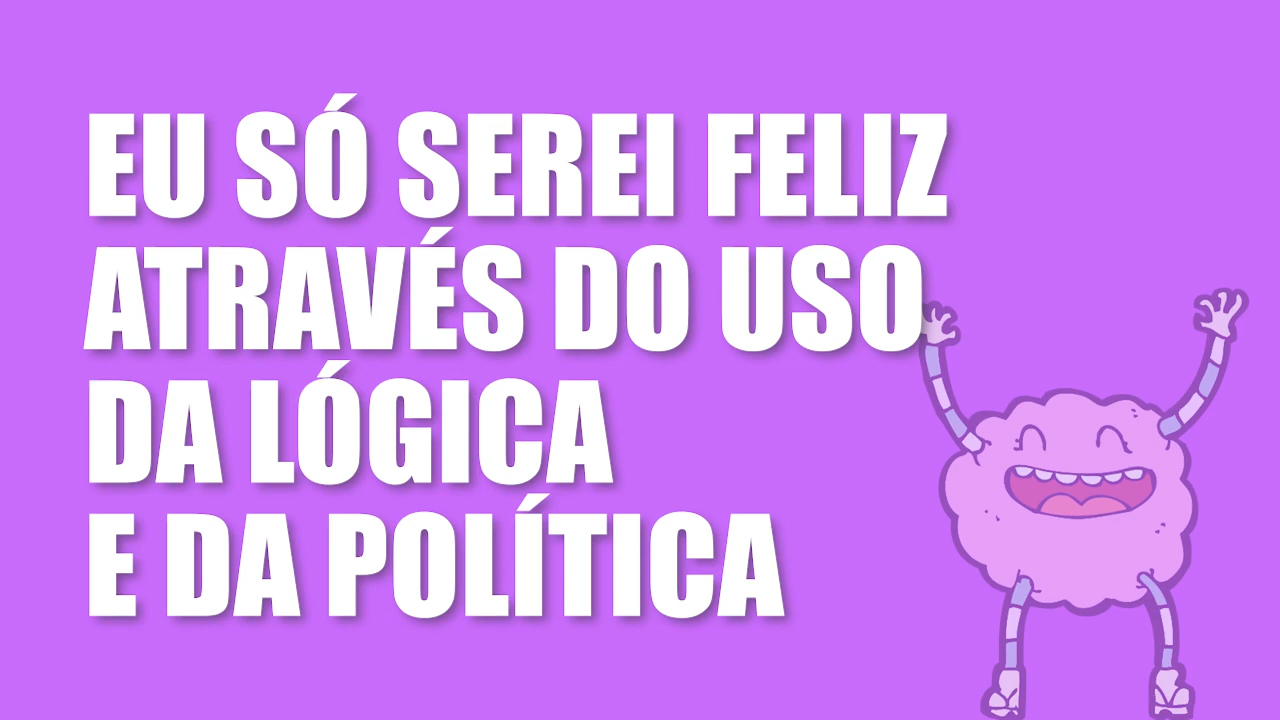 EU SÓ SEREI FELIZ
ATRAVÉS DO USO
DA LÓGICA
E DA POLÍTICA